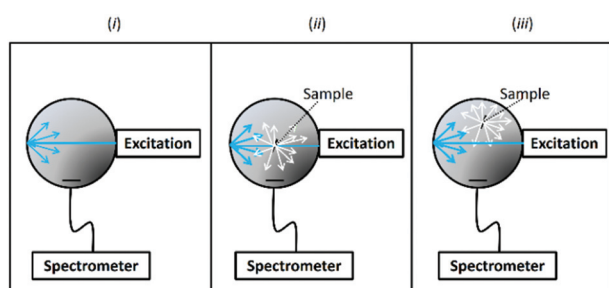 (i)
(ii)
(iii)
Sample
Sample
Excitation
Excitation
Excitation
Spectrometer
Spectrometer
Spectrometer